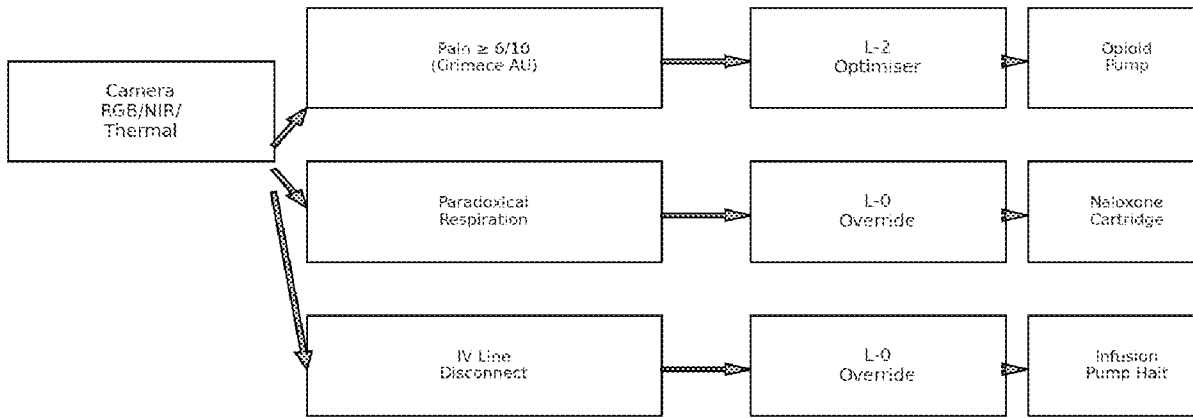 Camera
RGB/NIR/
Thermal
Pain ≥ 6/10
(Grimace AU)
L-2
Optimiser
Opioid
Pump
Paradoxical
Respiration
L-0
Override
Naloxone
Cartridge
IV Line
Disconnect
L-0
Override
Infusion
Pump Halt